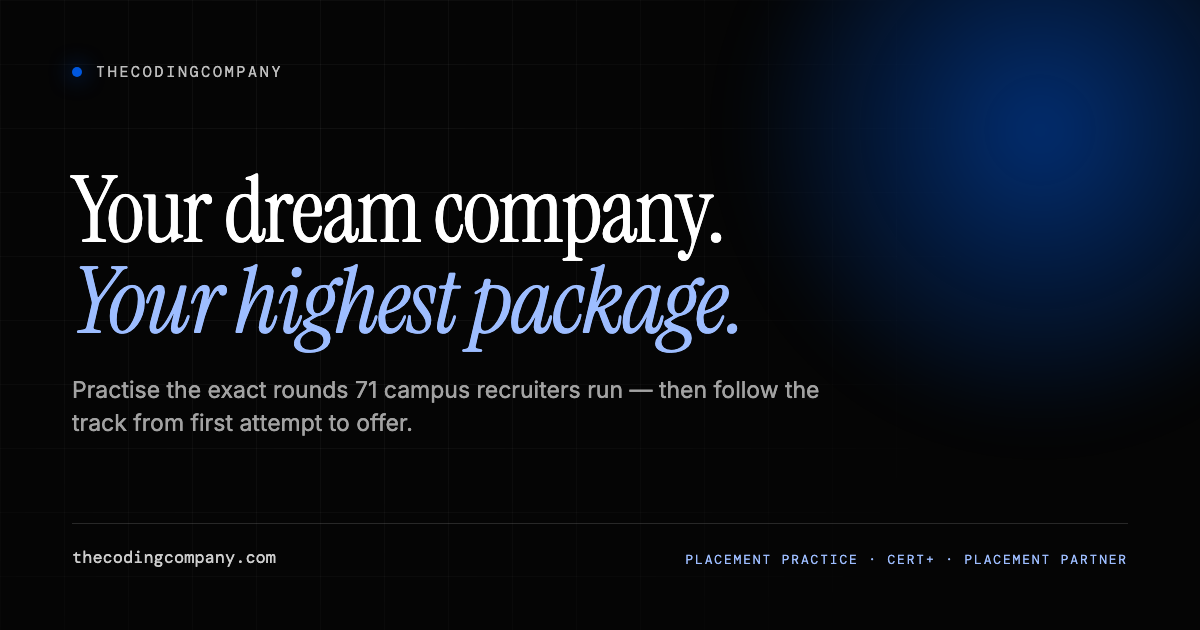 THECODINGCOMPANY
Your dream company.
Your highest package.
Practise the exact rounds 71 campus recruiters run — then follow the
track from first attempt to offer.
thecodingcompany.com
PLACEMENT PRACTICE · CERT+ · PLACEMENT PARTNER